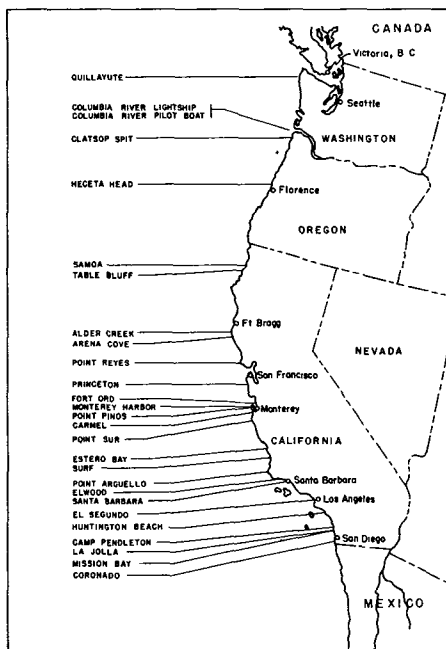 CANADA
Victoria, B C
QUILLAYUTE
Seattle
COLUMBIA RIVER LIGHTSHIP
COLUMBIA RIVER PILOT BOAT
WASHINGTON
CLATSOP SPIT
HECETA HEAD
Florence
OREGON
SAMOA
TABLE BLUFF
Ft Bragg
ALDER CREEK
ARENA COVE
NEVADA
POINT REYES
San Francisco
PRINCETON
FORT ORD
MONTEREY HARBOR
Monterey
POINT PINOS
CARMEL
POINT SUR
CALIFORNIA
ESTERO BAY
SURF
POINT ARGUELLO
Santa Barbara
ELWOOD
SANTA BARBARA
Los Angeles
EL SEGUNDO
HUNTINGTON BEACH
CAMP PENDLETON
San Diego
LA JOLLA
MISSION BAY
CORONADO
MEXICO